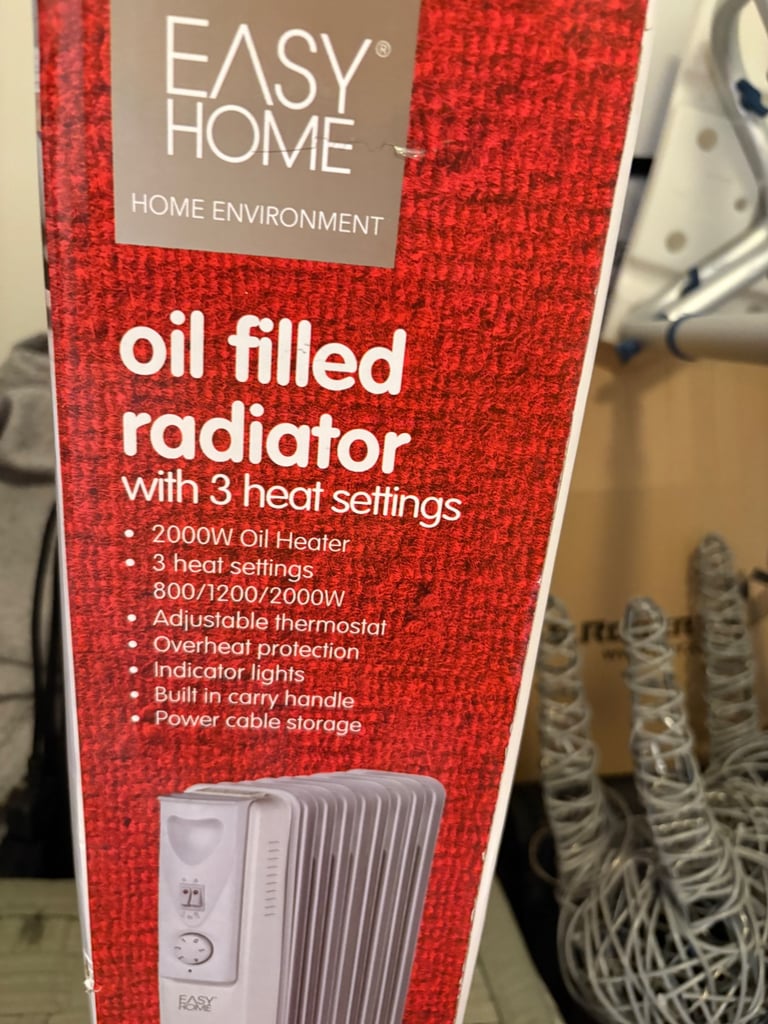 EASY®
HOME
HOME ENVIRONMENT
oil filled
radiator
with 3 heat settings
• 2000W Oil Heater
• 3 heat settings
800/1200/2000W
• Adjustable thermostat
• Overheat protection
• Indicator lights
• Built in carry handle
• Power cable storage
EASY
HOME